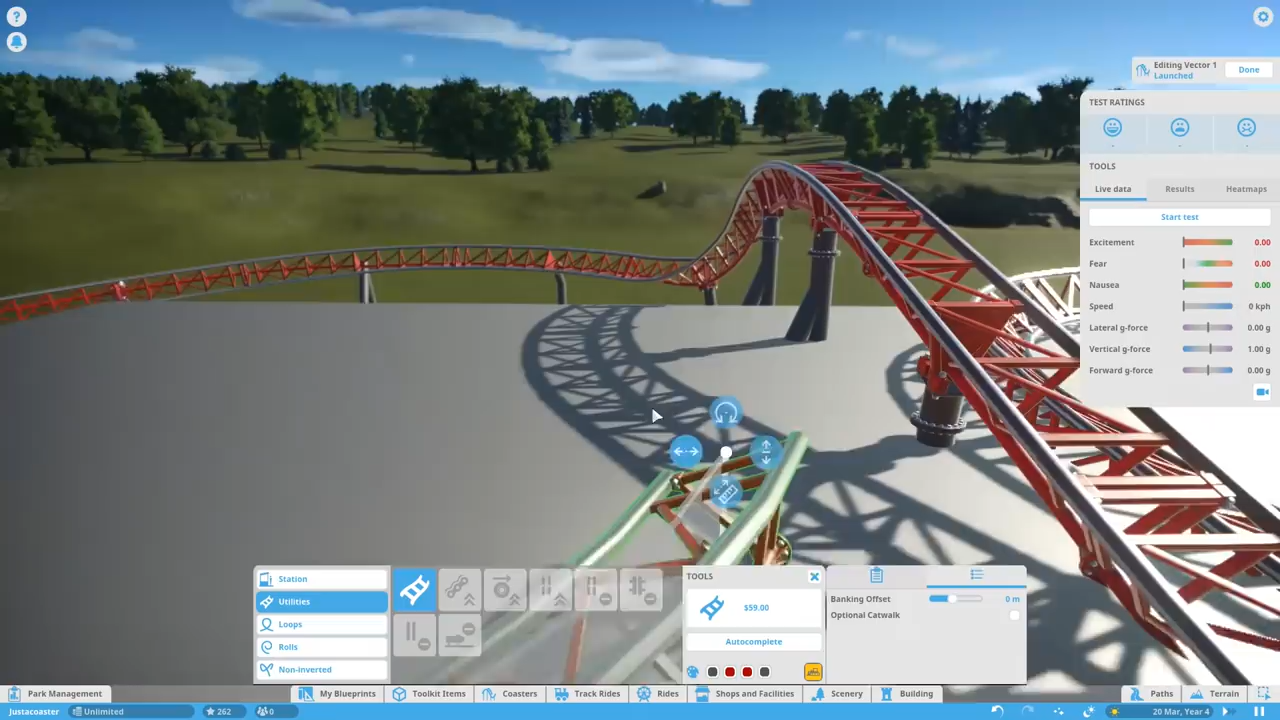 Editing Vector 1
Launched
Done
TEST RATINGS
- - -
TOOLS
Live data Results Heatmaps
Start test
Excitement 0.00
Fear 0.00
Nausea 0.00
Speed 0 kph
Lateral g-force 0.00 g
Vertical g-force 1.00 g
Forward g-force 0.00 g
Station
Utilities
Loops
Rolls
Non-inverted
TOOLS
$59.00
Autocomplete
Banking Offset 0 m
Optional Catwalk
Park Management My Blueprints Toolkit Items Coasters Track Rides Rides Shops and Facilities Scenery Building Paths Terrain
Justacoaster Unlimited 262 0 20 Mar, Year 4